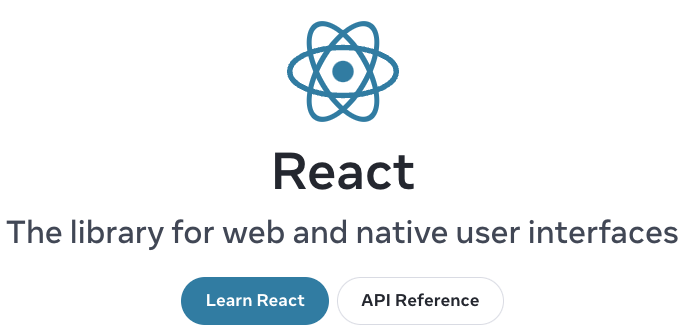 React
The library for web and native user interfaces
Learn React API Reference